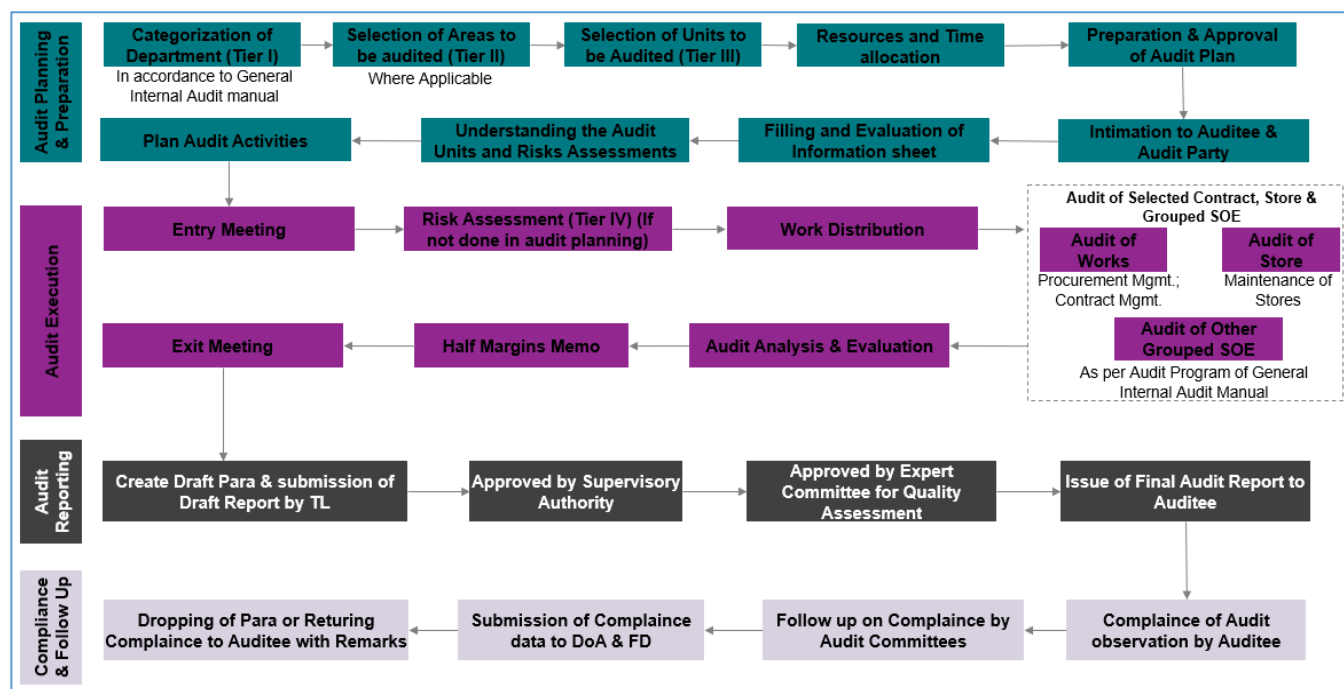 Audit Planning
& Preparation
Categorization of
Department (Tier I)
In accordance to General
Internal Audit manual
Selection of Areas to
be audited (Tier II)
Where Applicable
Selection of Units to
be Audited (Tier III)
Resources and Time
allocation
Preparation & Approval
of Audit Plan
Plan Audit Activities
Understanding the Audit
Units and Risks Assessments
Filling and Evaluation of
Information sheet
Intimation to Auditee &
Audit Party
Audit Execution
Entry Meeting
Risk Assessment (Tier IV) (If
not done in audit planning)
Work Distribution
Audit of Selected Contract, Store &
Grouped SOE
Audit of
Works
Procurement Mgmt.;
Contract Mgmt.
Audit of
Store
Maintenance of
Stores
Audit of Other
Grouped SOE
As per Audit Program of General
Internal Audit Manual
Exit Meeting
Half Margins Memo
Audit Analysis & Evaluation
Audit
Reporting
Create Draft Para & submission of
Draft Report by TL
Approved by Supervisory
Authority
Approved by Expert
Committee for Quality
Assessment
Issue of Final Audit Report to
Auditee
Compliance
& Follow Up
Dropping of Para or Returing
Complaince to Auditee with Remarks
Submission of Complaince
data to DoA & FD
Follow up on Complaince by
Audit Committees
Complaince of Audit
observation by Auditee